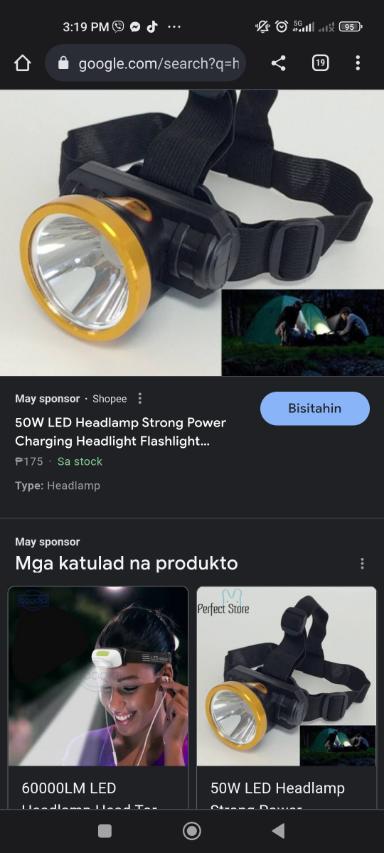 3:19 PM
5G
95
google.com/search?q=h
19
May sponsor · Shopee
Bisitahin
50W LED Headlamp Strong Power
Charging Headlight Flashlight...
₱175 · Sa stock
Type: Headlamp
May sponsor
Mga katulad na produkto
Perfect Store
60000LM LED
50W LED Headlamp
Headlamp Head Tor
Strong Power